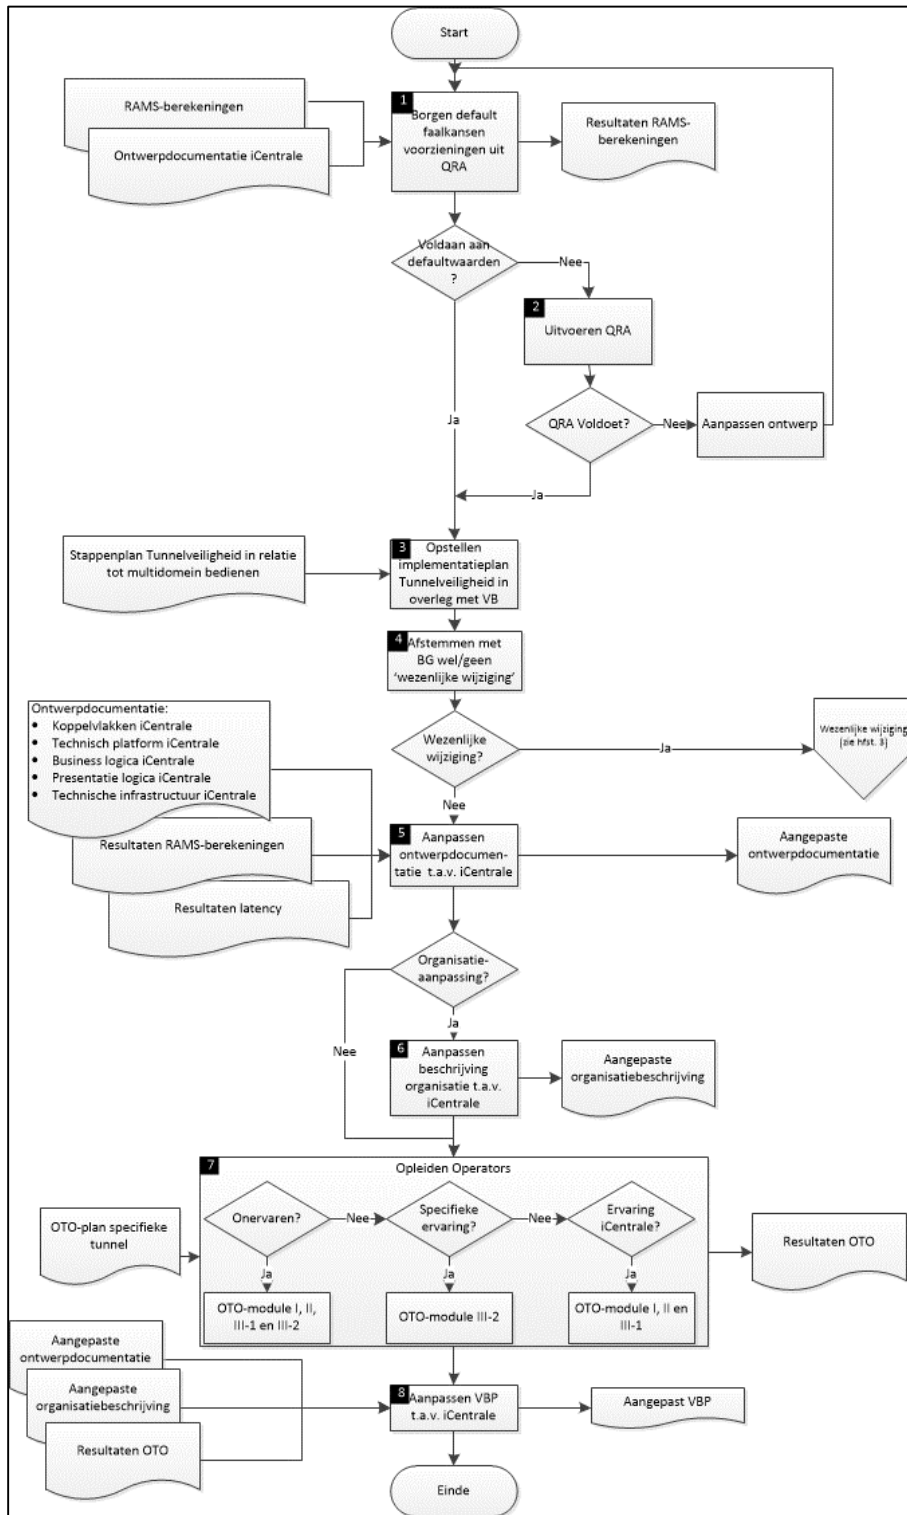 Start
RAMS-berekeningen
Ontwerpdocumentatie iCentrale
1
Borgen default
faalkansen
voorzieningen uit
QRA
Resultaten RAMS-
berekeningen
Voldaan aan
defaultwaarden
?
Nee
2
Uitvoeren QRA
Ja
QRA Voldoet?
Nee
Aanpassen ontwerp
Ja
Stappenplan Tunnelveiligheid in relatie
tot multidomein bedienen
3
Opstellen
implementatieplan
Tunnelveiligheid in
overleg met VB
4
Afstemmen met
BG wel/geen
‘wezenlijke wijziging’
Ontwerpdocumentatie:
• Koppelvlakken iCentrale
• Technisch platform iCentrale
• Business logica iCentrale
• Presentatie logica iCentrale
• Technische infrastructuur iCentrale
Wezenlijke
wijziging?
Ja
Wezenlijke wijziging
(zie hfst. 3)
Nee
Resultaten RAMS-berekeningen
Resultaten latency
5
Aanpassen
ontwerpdocumen-
tatie t.a.v. iCentrale
Aangepaste
ontwerpdocumentatie
Organisatie-
aanpassing?
Ja
Nee
6
Aanpassen
beschrijving
organisatie t.a.v.
iCentrale
Aangepaste
organisatiebeschrijving
7
Opleiden Operators
OTO-plan specifieke
tunnel
Onervaren?
Nee
Specifieke
ervaring?
Nee
Ervaring
iCentrale?
Ja
Ja
Ja
OTO-module I, II,
III-1 en III-2
OTO-module III-2
OTO-module I, II en
III-1
Resultaten OTO
Aangepaste
ontwerpdocumentatie
Aangepaste
organisatiebeschrijving
Resultaten OTO
8
Aanpassen VBP
t.a.v. iCentrale
Aangepast VBP
Einde